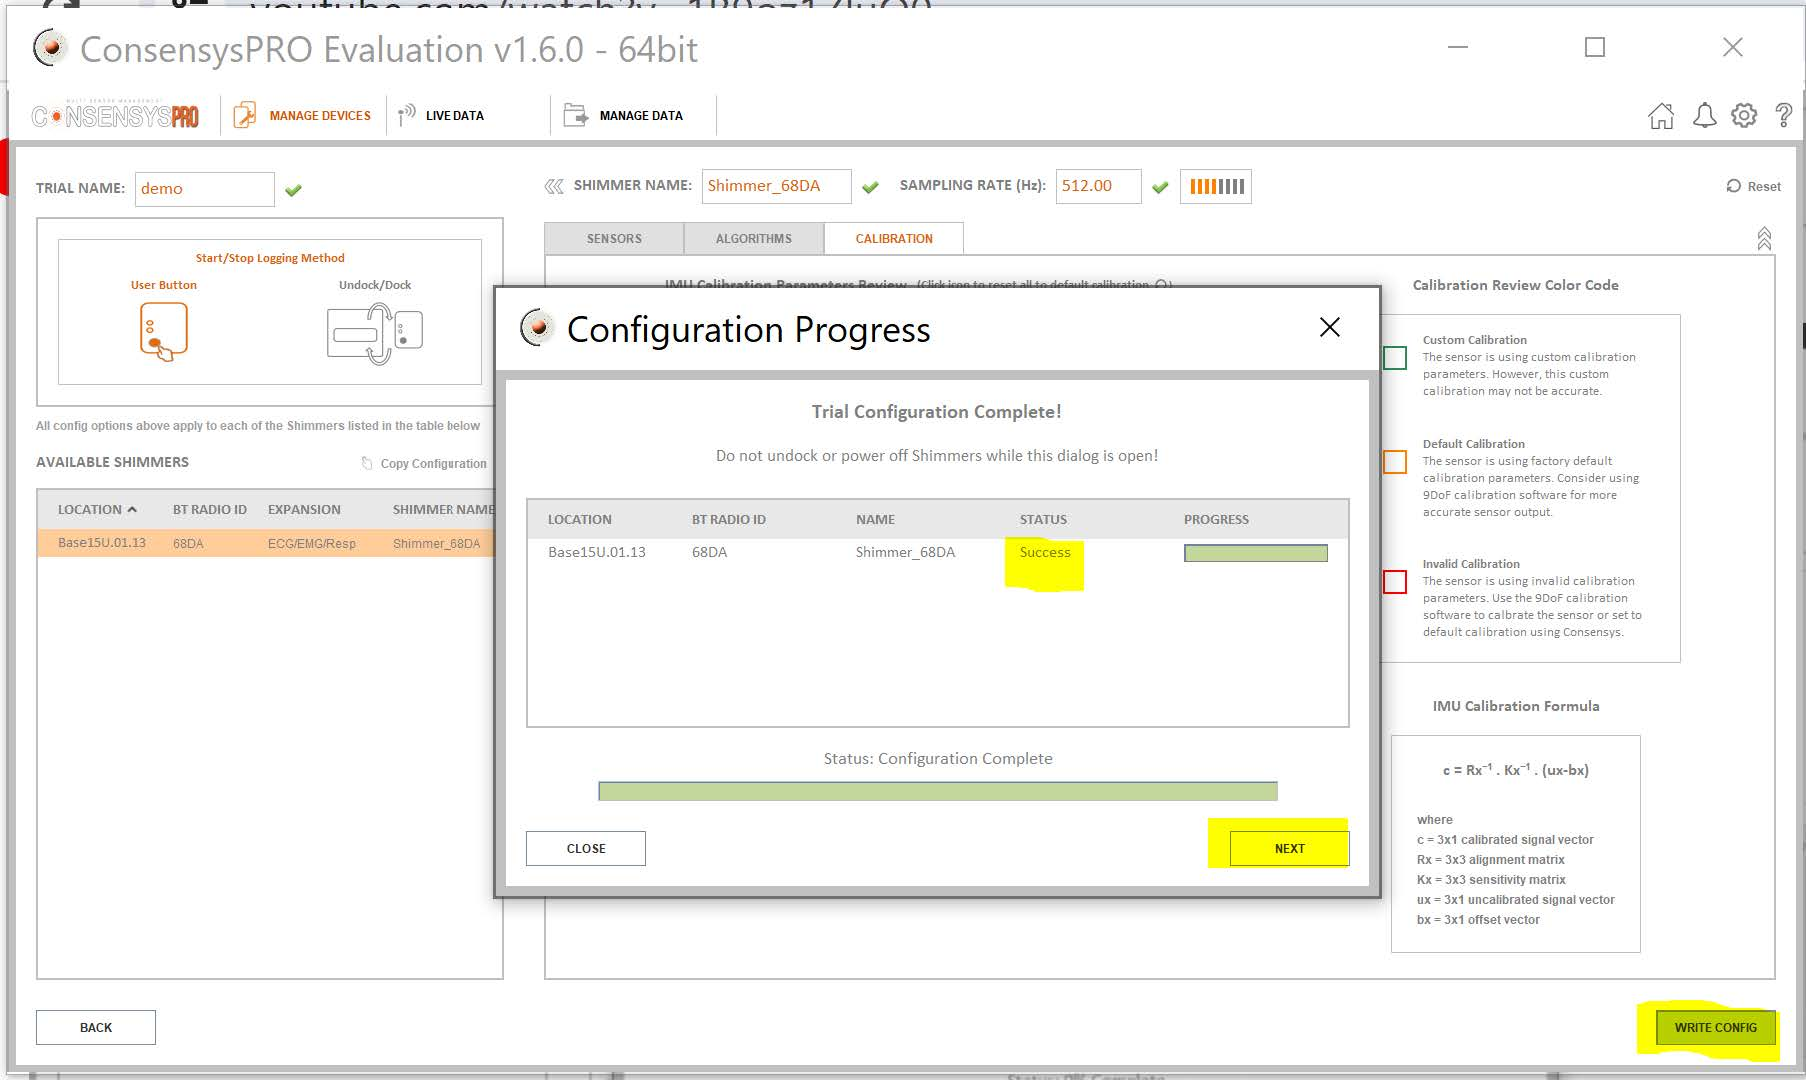 ConsensysPRO Evaluation v1.6.0 - 64bit
CONSENSYSPRO
MANAGE DEVICES
LIVE DATA
MANAGE DATA
TRIAL NAME: demo
SHIMMER NAME: Shimmer_68DA
SAMPLING RATE (Hz): 512.00
Reset
Start/Stop Logging Method
User Button
Undock/Dock
All config options above apply to each of the Shimmers listed in the table below
AVAILABLE SHIMMERS
Copy Configuration
LOCATION BT RADIO ID EXPANSION SHIMMER NAME
Base15U.01.13 68DA ECG/EMG/Resp Shimmer_68DA
SENSORS
ALGORITHMS
CALIBRATION
IMU Calibration Parameters Review (Click icon to reset all to default calibration )
Configuration Progress
Trial Configuration Complete!
Do not undock or power off Shimmers while this dialog is open!
LOCATION BT RADIO ID NAME STATUS PROGRESS
Base15U.01.13 68DA Shimmer_68DA Success
Status: Configuration Complete
CLOSE
NEXT
Calibration Review Color Code
Custom Calibration
The sensor is using custom calibration
parameters. However, this custom
calibration may not be accurate.
Default Calibration
The sensor is using factory default
calibration parameters. Consider using
9DoF calibration software for more
accurate sensor output.
Invalid Calibration
The sensor is using invalid calibration
parameters. Use the 9DoF calibration
software to calbrate the sensor or set to
default calibration using Consensys.
IMU Calibration Formula
c = Rx⁻¹ . Kx⁻¹ . (ux-bx)
where
c = 3x1 calibrated signal vector
Rx = 3x3 alignment matrix
Kx = 3x3 sensitivity matrix
ux = 3x1 uncalibrated signal vector
bx = 3x1 offset vector
BACK
WRITE CONFIG